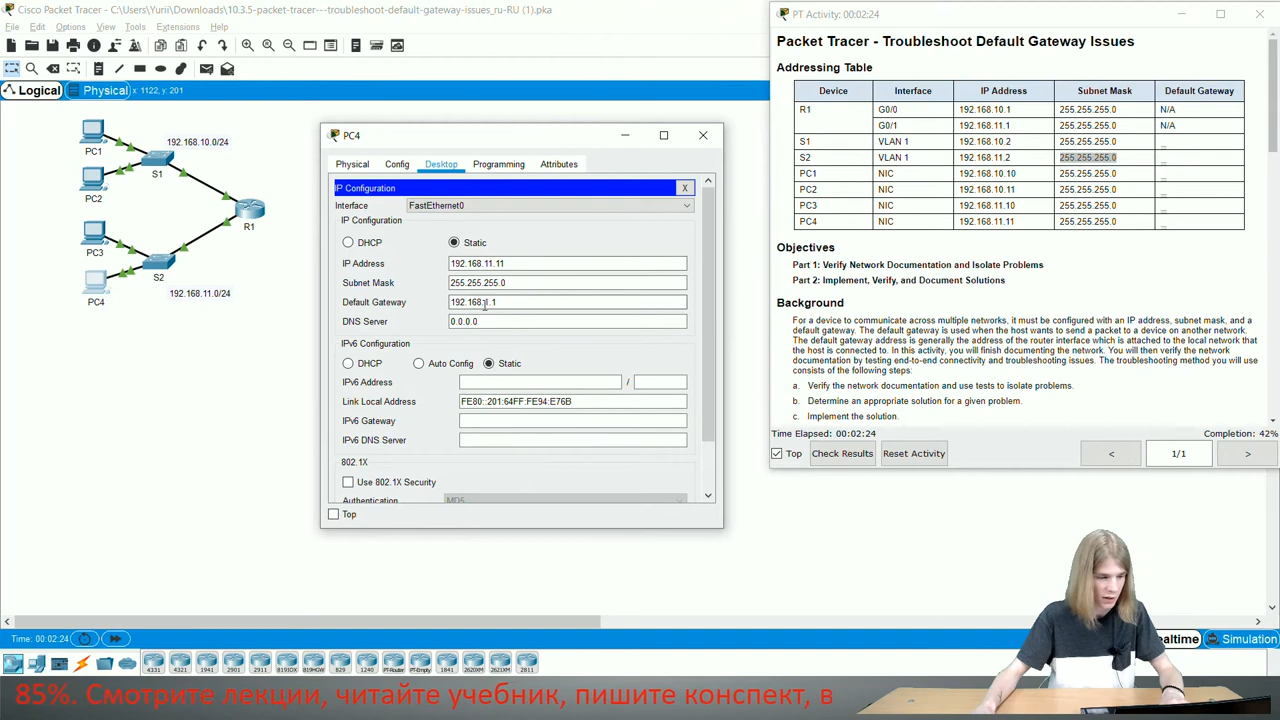 Cisco Packet Tracer - C:\Users\Yurii\Downloads\10.3.5-packet-tracer---troubleshoot-default-gateway-issues_ru-RU (1).pka
File Edit Options View Tools Extensions Help
Logical Physical x: 1122, y: 201
PC1
PC2
S1
192.168.10.0/24
R1
PC3
PC4
S2
192.168.11.0/24
PC4
Physical Config Desktop Programming Attributes
IP Configuration X
Interface FastEthernet0
IP Configuration
DHCP Static
IP Address 192.168.11.11
Subnet Mask 255.255.255.0
Default Gateway 192.168.1.1
DNS Server 0.0.0.0
IPv6 Configuration
DHCP Auto Config Static
IPv6 Address /
Link Local Address FE80::201:64FF:FE94:E76B
IPv6 Gateway
IPv6 DNS Server
802.1X
Use 802.1X Security
Authentication MD5
Top
PT Activity: 00:02:24
Packet Tracer - Troubleshoot Default Gateway Issues
Addressing Table
Device Interface IP Address Subnet Mask Default Gateway
R1 G0/0 192.168.10.1 255.255.255.0 N/A
G0/1 192.168.11.1 255.255.255.0 N/A
S1 VLAN 1 192.168.10.2 255.255.255.0 _
S2 VLAN 1 192.168.11.2 255.255.255.0 _
PC1 NIC 192.168.10.10 255.255.255.0 _
PC2 NIC 192.168.10.11 255.255.255.0 _
PC3 NIC 192.168.11.10 255.255.255.0 _
PC4 NIC 192.168.11.11 255.255.255.0 _
Objectives
Part 1: Verify Network Documentation and Isolate Problems
Part 2: Implement, Verify, and Document Solutions
Background
For a device to communicate across multiple networks, it must be configured with an IP address, subnet mask, and a
default gateway. The default gateway is used when the host wants to send a packet to a device on another network.
The default gateway address is generally the address of the router interface which is attached to the local network that
the host is connected to. In this activity, you will finish documenting the network. You will then verify the network
documentation by testing end-to-end connectivity and troubleshooting issues. The troubleshooting method you will use
consists of the following steps:
a. Verify the network documentation and use tests to isolate problems.
b. Determine an appropriate solution for a given problem.
c. Implement the solution.
Time Elapsed: 00:02:24 Completion: 42%
Top Check Results Reset Activity < 1/1 >
Time: 00:02:24
ealtime Simulation
4331 4321 1941 2901 2911 819IOX 819HGW 829 1240 PT-Router PT-Empty 1841 2620XM 2621XM 2811
85%. Смотрите лекции, читайте учебник, пишите конспект, в